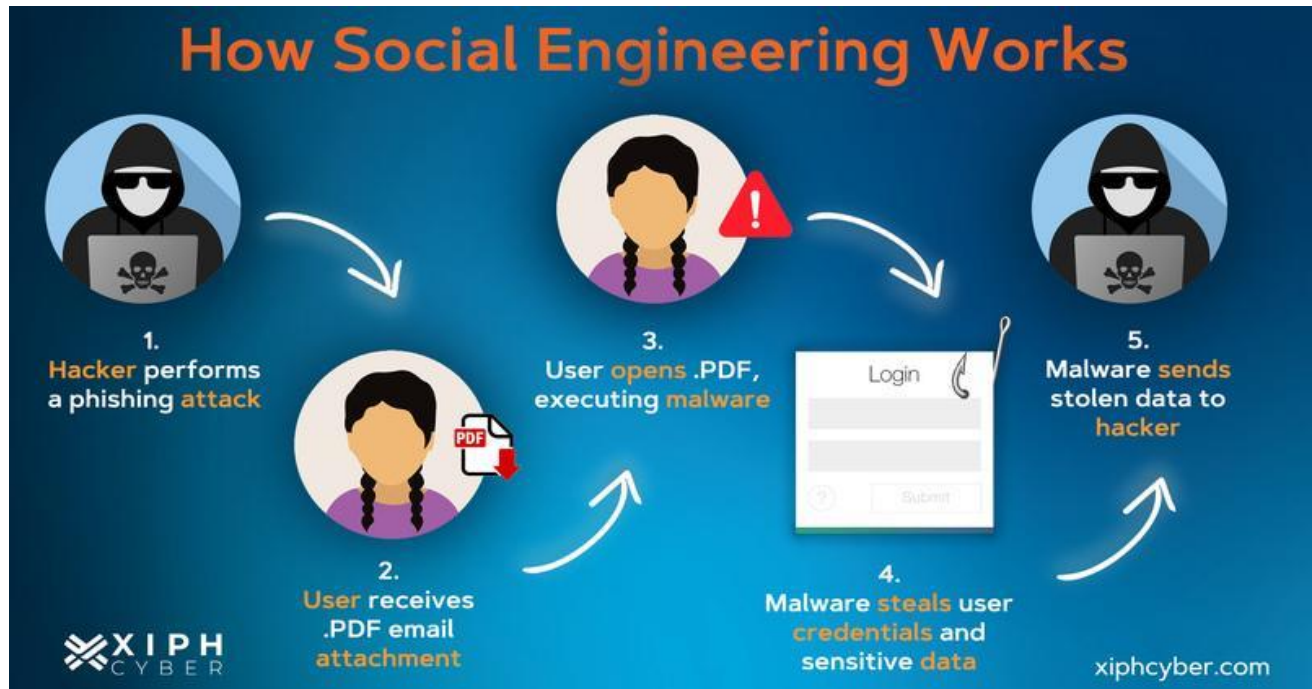 How Social Engineering Works
1.
Hacker performs
a phishing attack
PDF
2.
User receives
.PDF email
attachment
3.
User opens .PDF,
executing malware
Login
?
Submit
4.
Malware steals user
credentials and
sensitive data
5.
Malware sends
stolen data to
hacker
XIPH
CYBER
xiphcyber.com